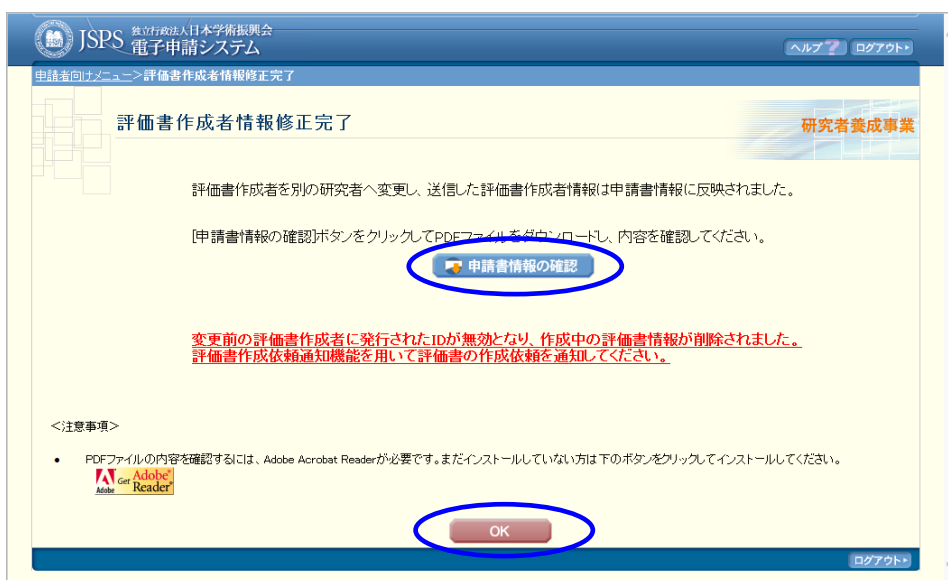 JSPS 独立行政法人日本学術振興会
電子申請システム
ヘルプ ? ログアウト
申請者向けメニュー>評価書作成者情報修正完了
評価書作成者情報修正完了
研究者養成事業
評価書作成者を別の研究者へ変更し、送信した評価書作成者情報は申請書情報に反映されました。
[申請書情報の確認]ボタンをクリックしてPDFファイルをダウンロードし、内容を確認してください。
申請書情報の確認
変更前の評価書作成者に発行されたIDが無効となり、作成中の評価書情報が削除されました。
評価書作成依頼通知機能を用いて評価書の作成依頼を通知してください。
<注意事項>
• PDFファイルの内容を確認するには、Adobe Acrobat Readerが必要です。まだインストールしていない方は下のボタンをクリックしてインストールしてください。
Adobe Get Adobe Reader
OK
ログアウト